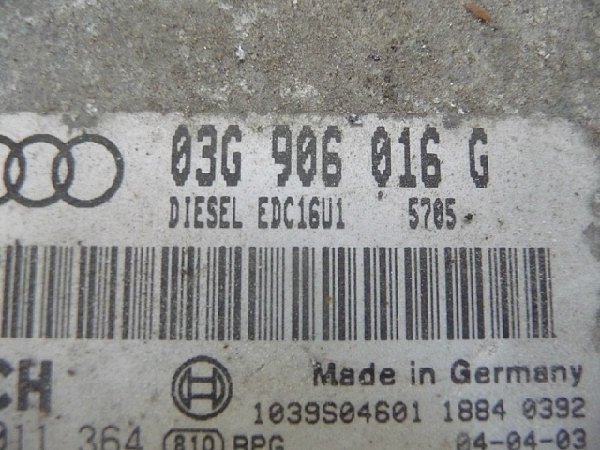 03G 906 016 G
DIESEL EDC16U1 5705
CH
Made in Germany
1039S04601 1884 0392
011 364 810 BPG 04-04-03